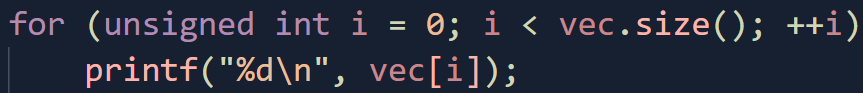 for (unsigned int i = 0; i < vec.size(); ++i)
    printf("%d\n", vec[i]);